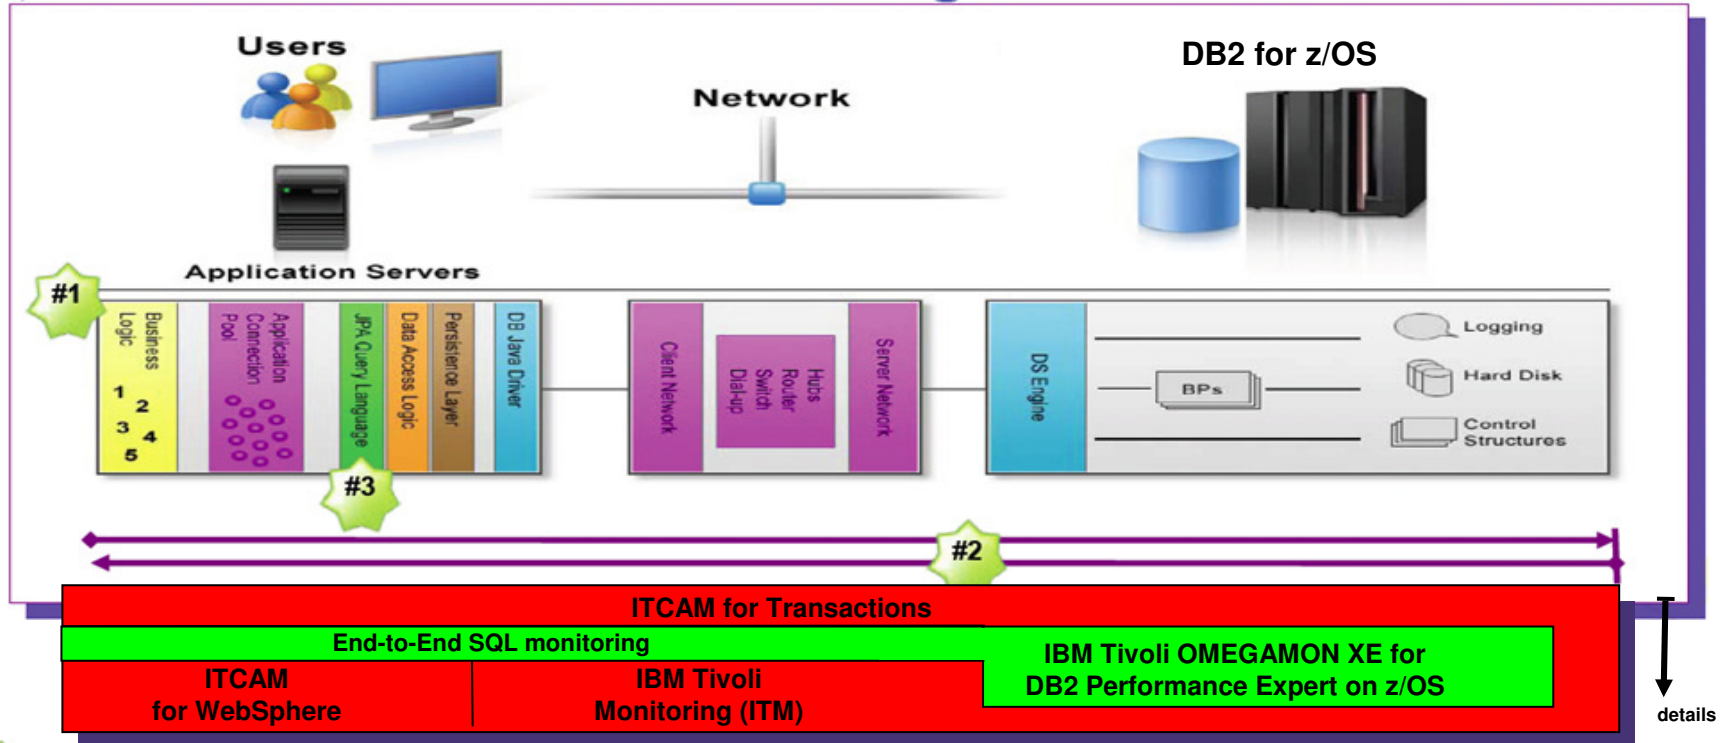 Users
DB2 for z/OS
Network
Application Servers
#1
Business
Logic
1
2
3
4
5
Application
Connection
Pool
JPA Query Language
Data Access Logic
Persistence Layer
DB Java Driver
Client Network
Hubs
Router
Switch
Dial-up
Server Network
DS Engine
BPs
Logging
Hard Disk
Control
Structures
#3
#2
ITCAM for Transactions
End-to-End SQL monitoring
IBM Tivoli OMEGAMON XE for
DB2 Performance Expert on z/OS
ITCAM
for WebSphere
IBM Tivoli
Monitoring (ITM)
details